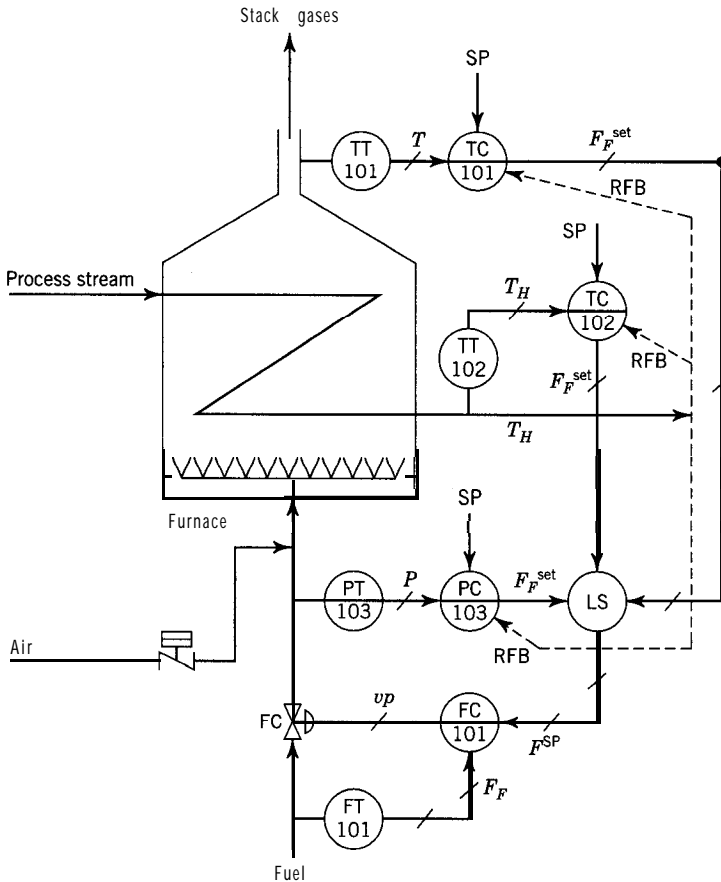 Stack gases
SP
TT
101
T
TC
101
F_F^set
RFB
SP
Process stream
T_H
TC
102
TT
102
RFB
F_F^set
T_H
SP
Furnace
PT
103
P
PC
103
F_F^set
LS
Air
RFB
FC
vp
FC
101
F^SP
F_F
FT
101
Fuel